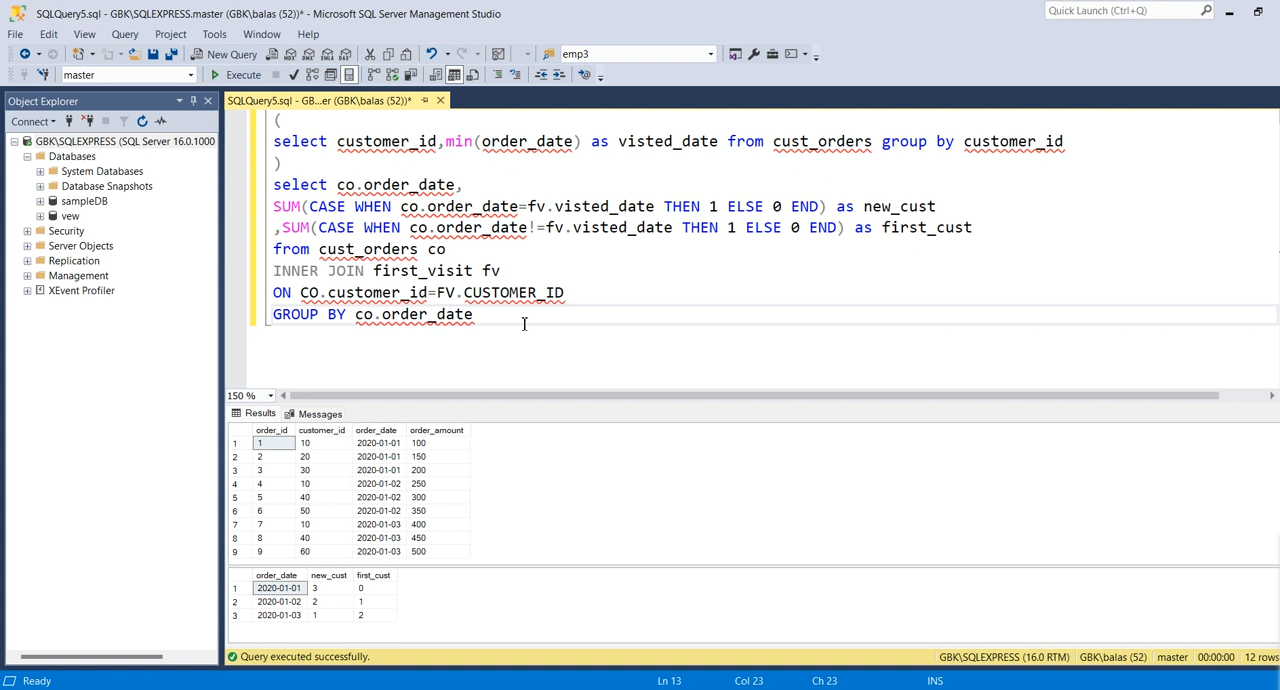 SQLQuery5.sql - GBK\SQLEXPRESS.master (GBK\balas (52))* - Microsoft SQL Server Management Studio
Quick Launch (Ctrl+Q)
File Edit View Query Project Tools Window Help
New Query
emp3
master
Execute
Object Explorer
SQLQuery5.sql - GB...er (GBK\balas (52))*
Connect
GBK\SQLEXPRESS (SQL Server 16.0.1000
Databases
System Databases
Database Snapshots
sampleDB
vew
Security
Server Objects
Replication
Management
XEvent Profiler
(
select customer_id,min(order_date) as visted_date from cust_orders group by customer_id
)
select co.order_date,
SUM(CASE WHEN co.order_date=fv.visted_date THEN 1 ELSE 0 END) as new_cust
,SUM(CASE WHEN co.order_date!=fv.visted_date THEN 1 ELSE 0 END) as first_cust
from cust_orders co
INNER JOIN first_visit fv
ON CO.customer_id=FV.CUSTOMER_ID
GROUP BY co.order_date
150 %
Results Messages
order_id customer_id order_date order_amount
1 1 10 2020-01-01 100
2 2 20 2020-01-01 150
3 3 30 2020-01-01 200
4 4 10 2020-01-02 250
5 5 40 2020-01-02 300
6 6 50 2020-01-02 350
7 7 10 2020-01-03 400
8 8 40 2020-01-03 450
9 9 60 2020-01-03 500
order_date new_cust first_cust
1 2020-01-01 3 0
2 2020-01-02 2 1
3 2020-01-03 1 2
Query executed successfully.
GBK\SQLEXPRESS (16.0 RTM) GBK\balas (52) master 00:00:00 12 rows
Ready Ln 13 Col 23 Ch 23 INS